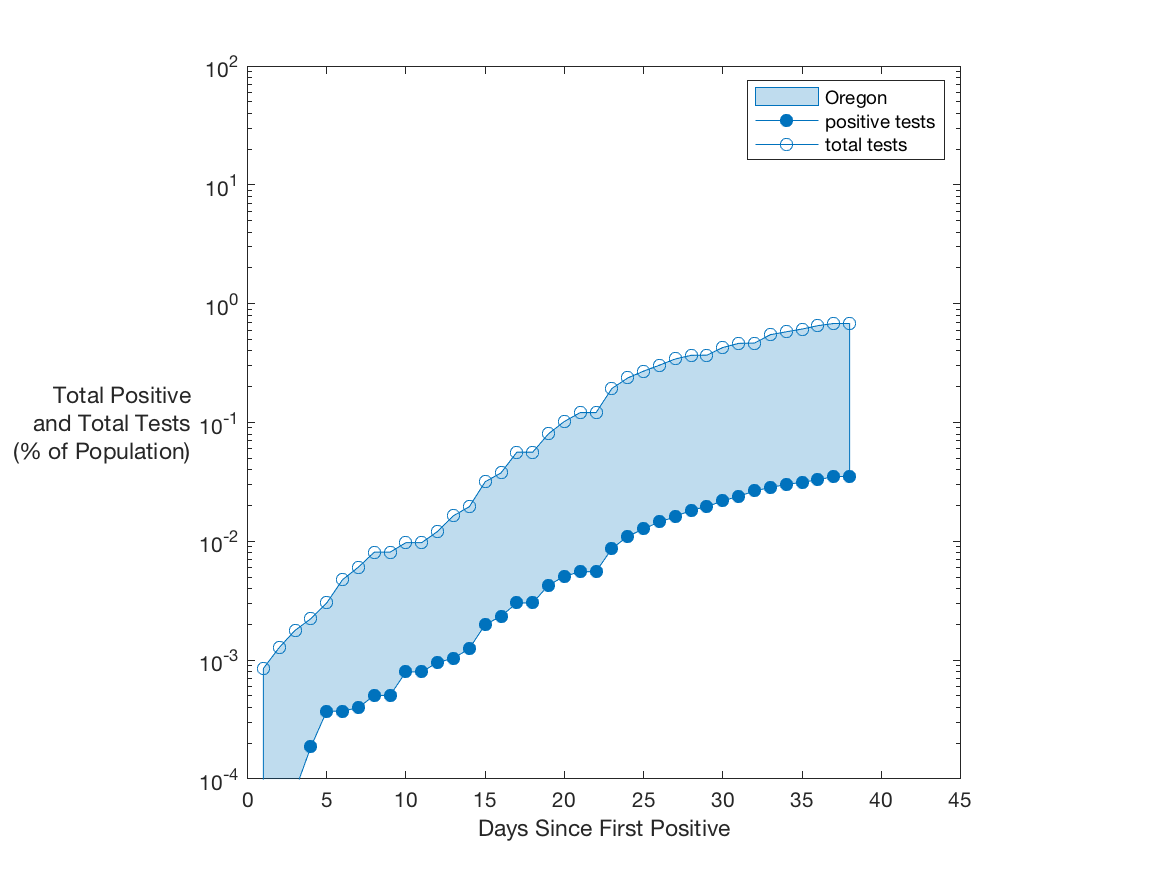 10^2
10^1
10^0
10^-1
10^-2
10^-3
10^-4
Total Positive
and Total Tests
(% of Population)
Oregon
positive tests
total tests
0 5 10 15 20 25 30 35 40 45
Days Since First Positive